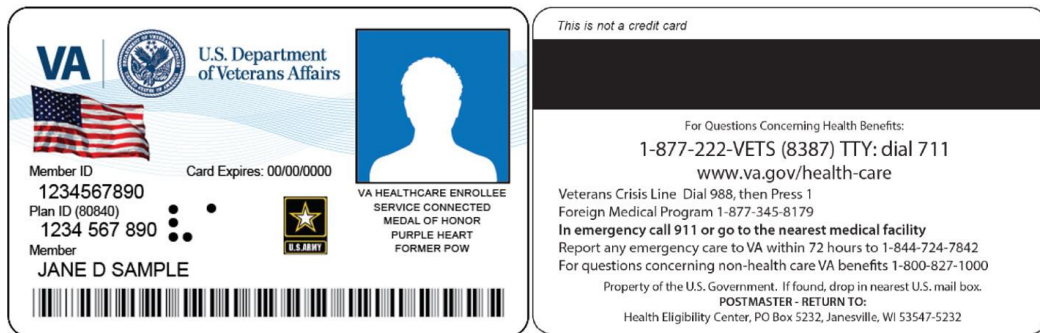 VA
U.S. Department
of Veterans Affairs
Member ID
Card Expires: 00/00/0000
1234567890
Plan ID (80840)
1234 567 890
Member
JANE D SAMPLE
U.S.ARMY
VA HEALTHCARE ENROLLEE
SERVICE CONNECTED
MEDAL OF HONOR
PURPLE HEART
FORMER POW
This is not a credit card
For Questions Concerning Health Benefits:
1-877-222-VETS (8387) TTY: dial 711
www.va.gov/health-care
Veterans Crisis Line Dial 988, then Press 1
Foreign Medical Program 1-877-345-8179
In emergency call 911 or go to the nearest medical facility
Report any emergency care to VA within 72 hours to 1-844-724-7842
For questions concerning non-health care VA benefits 1-800-827-1000
Property of the U.S. Government. If found, drop in nearest U.S. mail box.
POSTMASTER - RETURN TO:
Health Eligibility Center, PO Box 5232, Janesville, WI 53547-5232